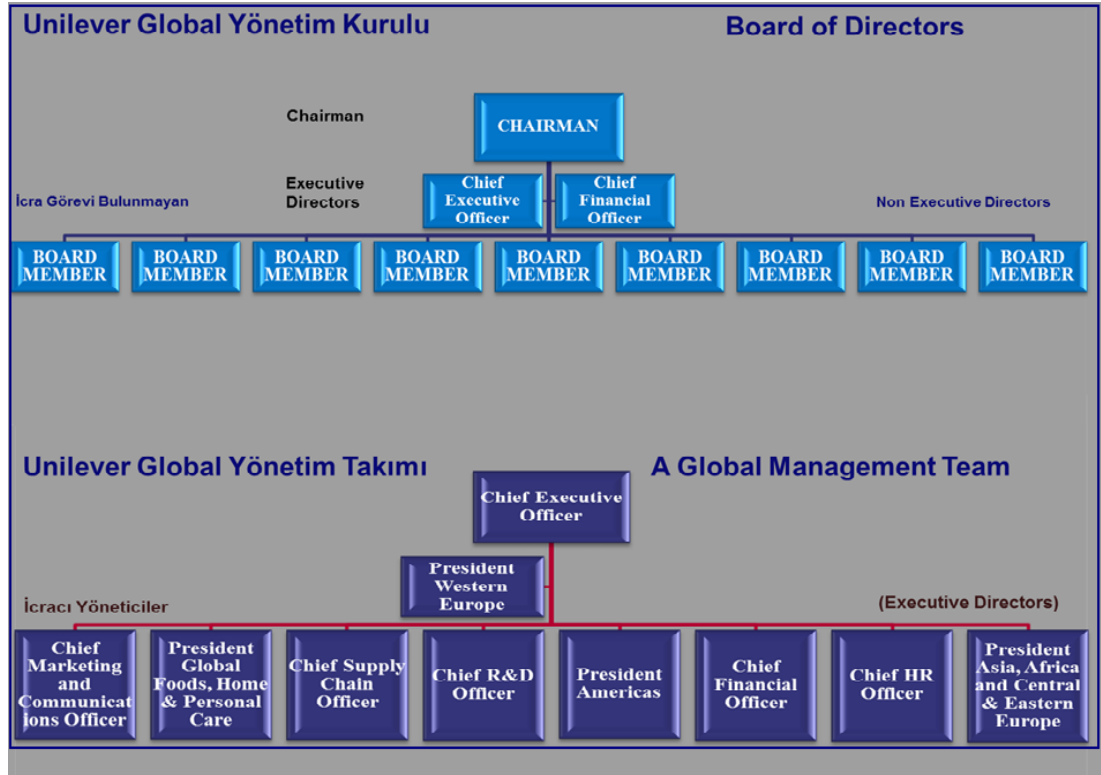 Unilever Global Yönetim Kurulu
Board of Directors
Chairman
CHAIRMAN
Executive
Directors
Chief
Executive
Officer
Chief
Financial
Officer
İcra Görevi Bulunmayan
Non Executive Directors
BOARD
MEMBER
BOARD
MEMBER
BOARD
MEMBER
BOARD
MEMBER
BOARD
MEMBER
BOARD
MEMBER
BOARD
MEMBER
BOARD
MEMBER
BOARD
MEMBER
Unilever Global Yönetim Takımı
A Global Management Team
Chief Executive
Officer
President
Western
Europe
İcracı Yöneticiler
(Executive Directors)
Chief
Marketing
and
Communicat
ions Officer
President
Global
Foods, Home
& Personal
Care
Chief Supply
Chain
Officer
Chief R&D
Officer
President
Americas
Chief
Financial
Officer
Chief HR
Officer
President
Asia, Africa
and Central
& Eastern
Europe